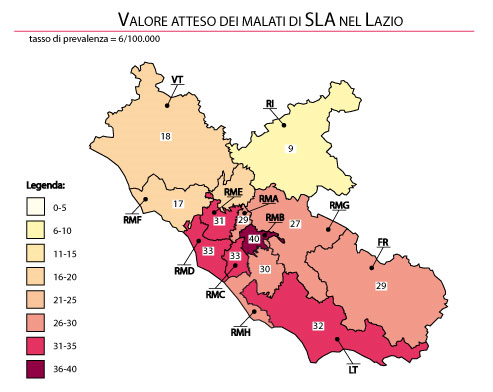 VALORE ATTESO DEI MALATI DI SLA NEL LAZIO
tasso di prevalenza = 6/100.000
VT
RI
18
9
RME
RMA
RMB
RMG
17
31
29
27
RMF
40
FR
33
33
RMD
30
RMC
29
RMH
32
LT
Legenda:
0-5
6-10
11-15
16-20
21-25
26-30
31-35
36-40